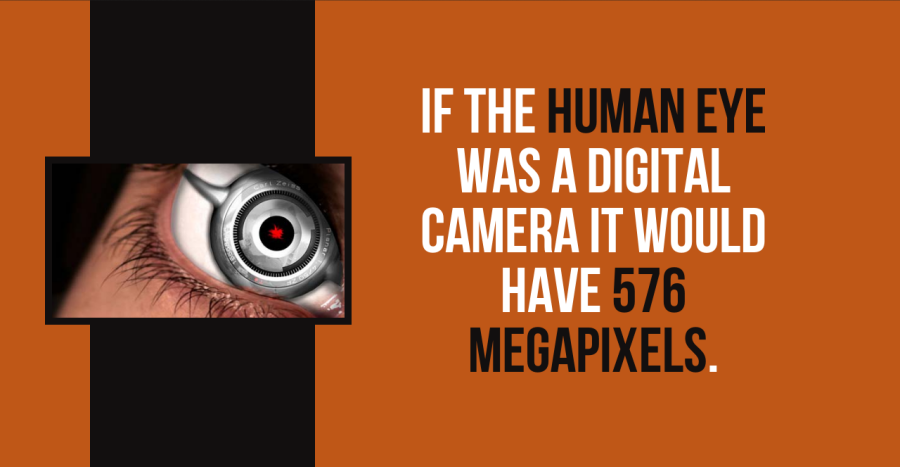 IF THE HUMAN EYE
WAS A DIGITAL
CAMERA IT WOULD
HAVE 576
MEGAPIXELS.